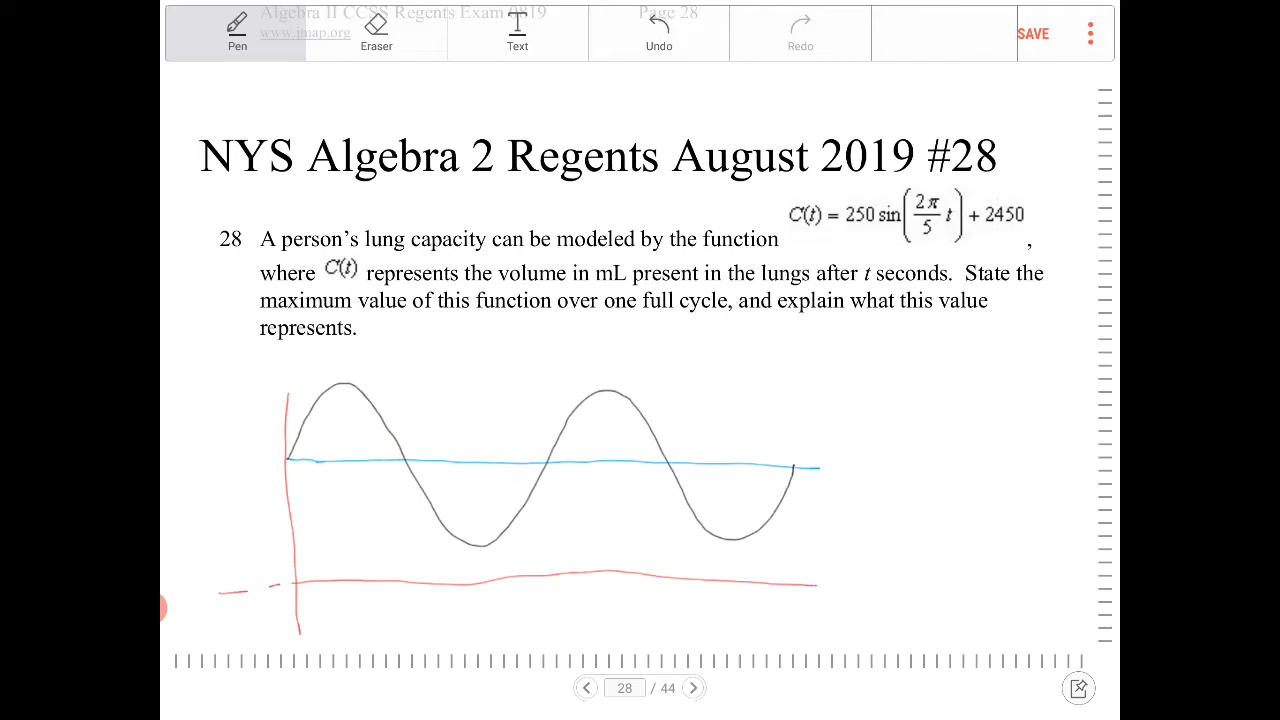 Algebra II CCSS Regents Exam 0819 Page 28
www.jmap.org
Pen Eraser Text Undo Redo SAVE
NYS Algebra 2 Regents August 2019 #28
C(t) = 250 sin(2π/5 t) + 2450
28 A person's lung capacity can be modeled by the function ,
where C(t) represents the volume in mL present in the lungs after t seconds. State the
maximum value of this function over one full cycle, and explain what this value
represents.
28 / 44